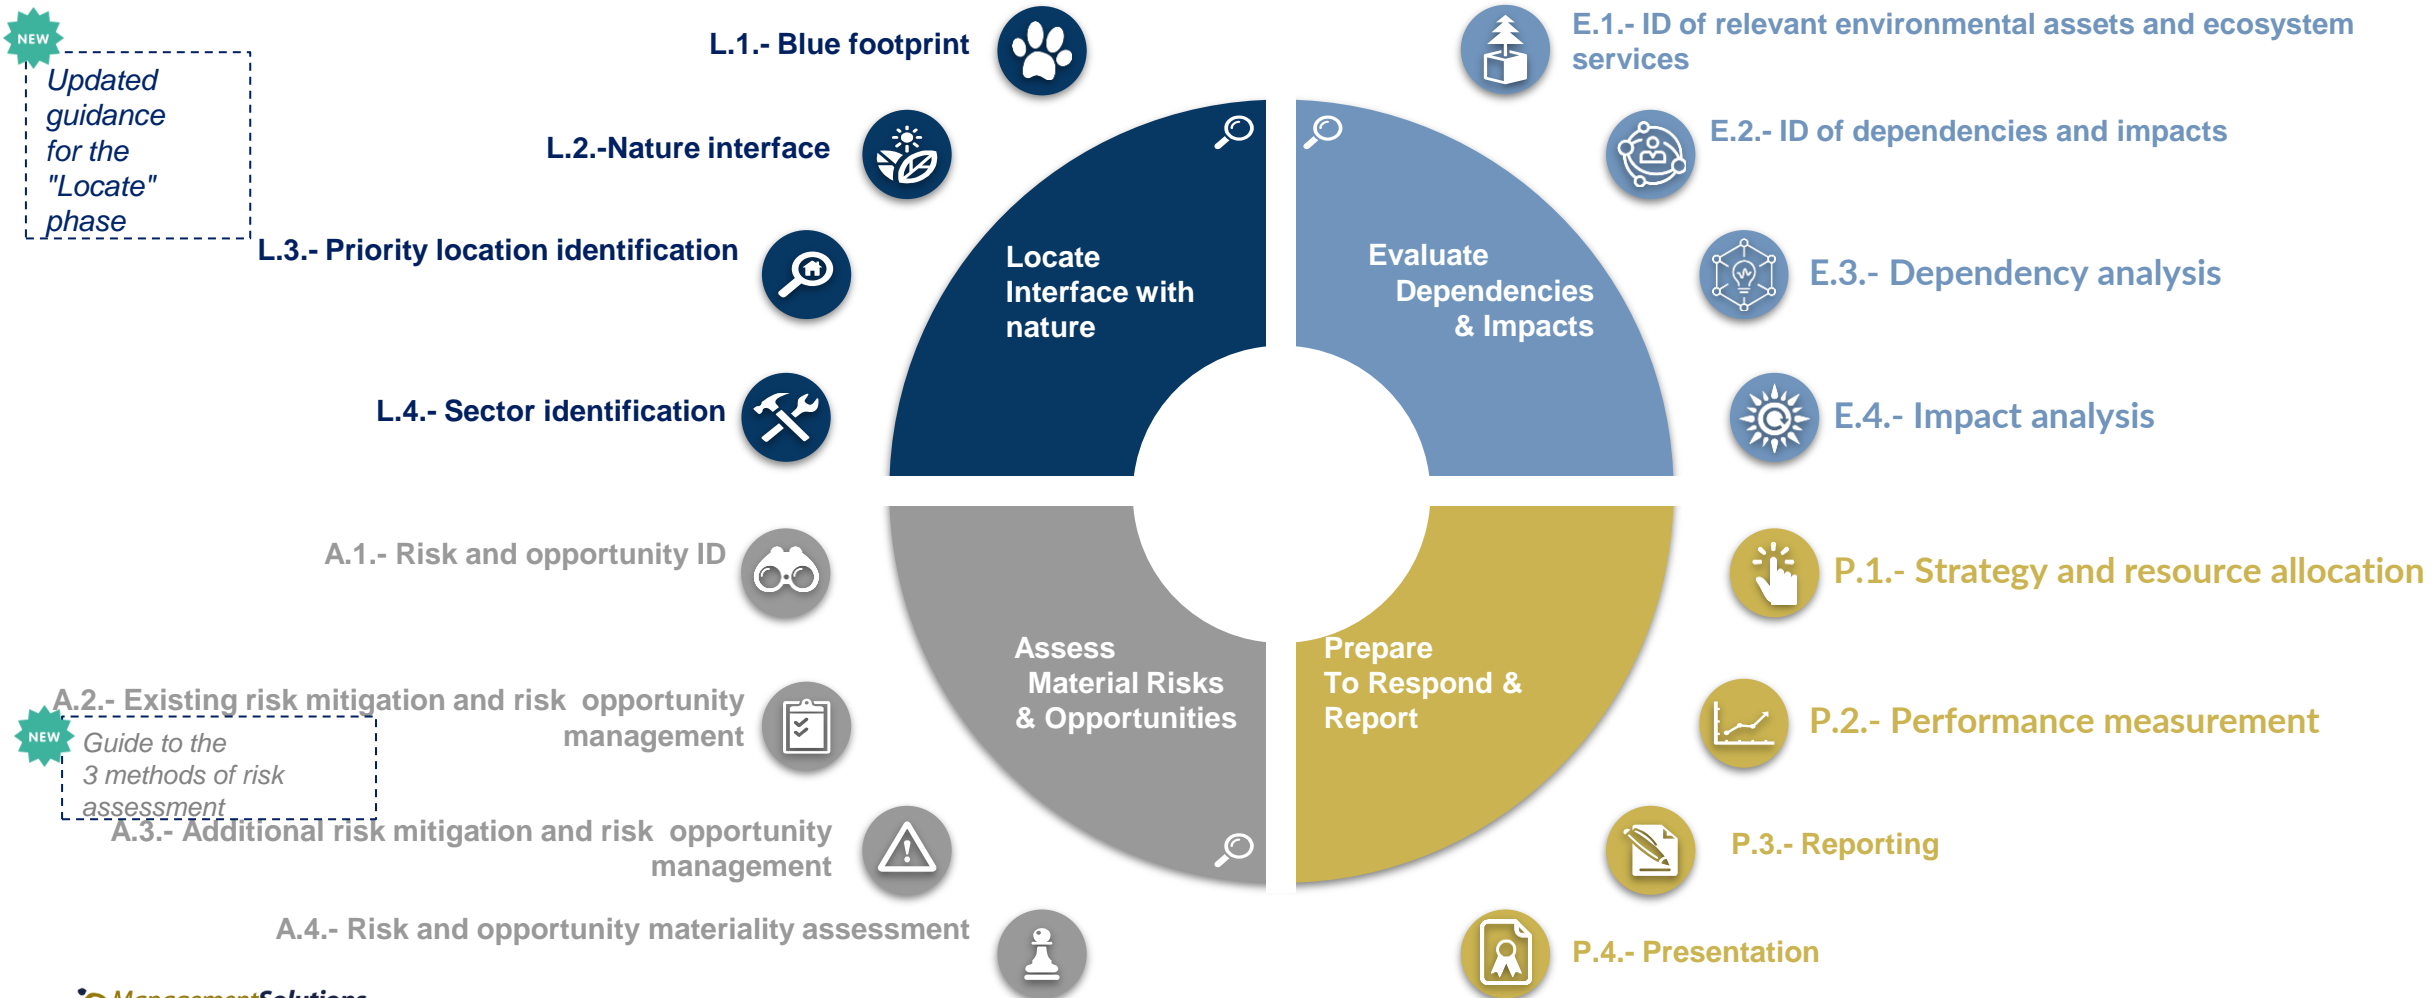 NEW
Updated
guidance
for the
"Locate"
phase
L.1.- Blue footprint
L.2.-Nature interface
L.3.- Priority location identification
L.4.- Sector identification
Locate
Interface with
nature
E.1.- ID of relevant environmental assets and ecosystem
services
E.2.- ID of dependencies and impacts
E.3.- Dependency analysis
E.4.- Impact analysis
Evaluate
Dependencies
& Impacts
A.1.- Risk and opportunity ID
A.2.- Existing risk mitigation and risk  opportunity
management
NEW
Guide to the
3 methods of risk
assessment
A.3.- Additional risk mitigation and risk  opportunity
management
A.4.- Risk and opportunity materiality assessment
Assess
Material Risks
& Opportunities
Prepare
To Respond &
Report
P.1.- Strategy and resource allocation
P.2.- Performance measurement
P.3.- Reporting
P.4.- Presentation
ManagementSolutions